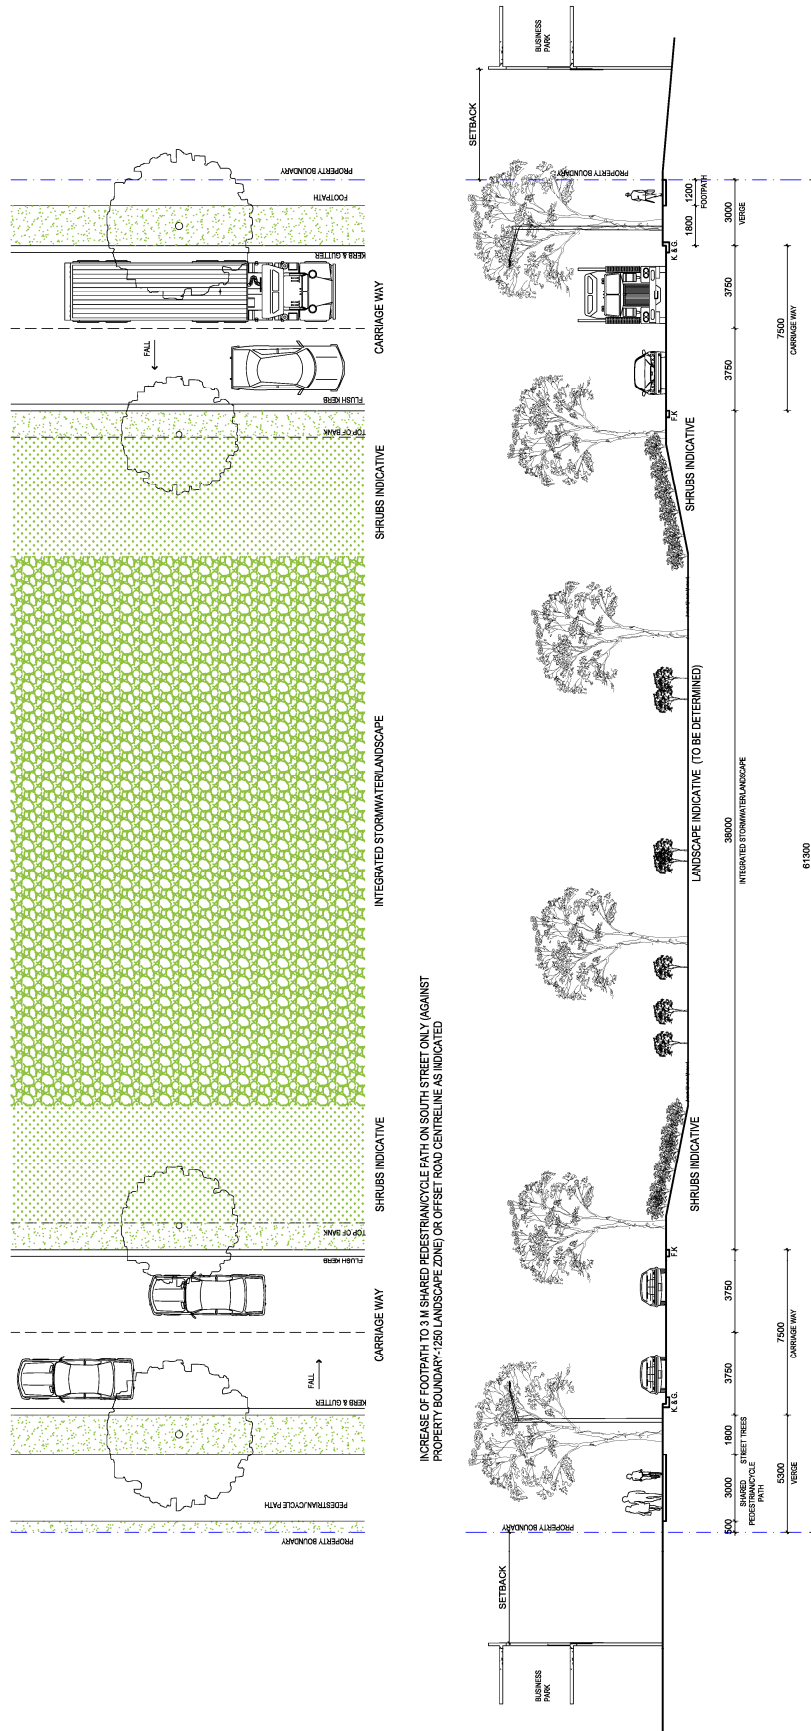 PROPERTY BOUNDARY
FOOTPATH
KERB & GUTTER
CARRIAGE WAY
FALL
FLUSH KERB
TOP OF BANK
SHRUBS INDICATIVE
INTEGRATED STORMWATER/LANDSCAPE
SHRUBS INDICATIVE
TOP OF BANK
FLUSH KERB
CARRIAGE WAY
FALL
KERB & GUTTER
PEDESTRIAN/CYCLE PATH
PROPERTY BOUNDARY
INCREASE OF FOOTPATH TO 3 M SHARED PEDESTRIAN/CYCLE PATH ON SOUTH STREET ONLY (AGAINST
PROPERTY BOUNDARY-1250 LANDSCAPE ZONE) OR OFFSET ROAD CENTRELINE AS INDICATED
BUSINESS
PARK
SETBACK
PROPERTY BOUNDARY
1200
FOOTPATH
1800
3000
VERGE
K. & G.
3750
3750
7500
CARRIAGE WAY
F.K
SHRUBS INDICATIVE
LANDSCAPE INDICATIVE (TO BE DETERMINED)
38000
INTEGRATED STORMWATER/LANDSCAPE
61300
SHRUBS INDICATIVE
F.K
3750
3750
7500
CARRIAGE WAY
K. & G.
1800
STREET TREES
3000
SHARED
PEDESTRIAN/CYCLE
PATH
500
5300
VERGE
PROPERTY BOUNDARY
SETBACK
BUSINESS
PARK